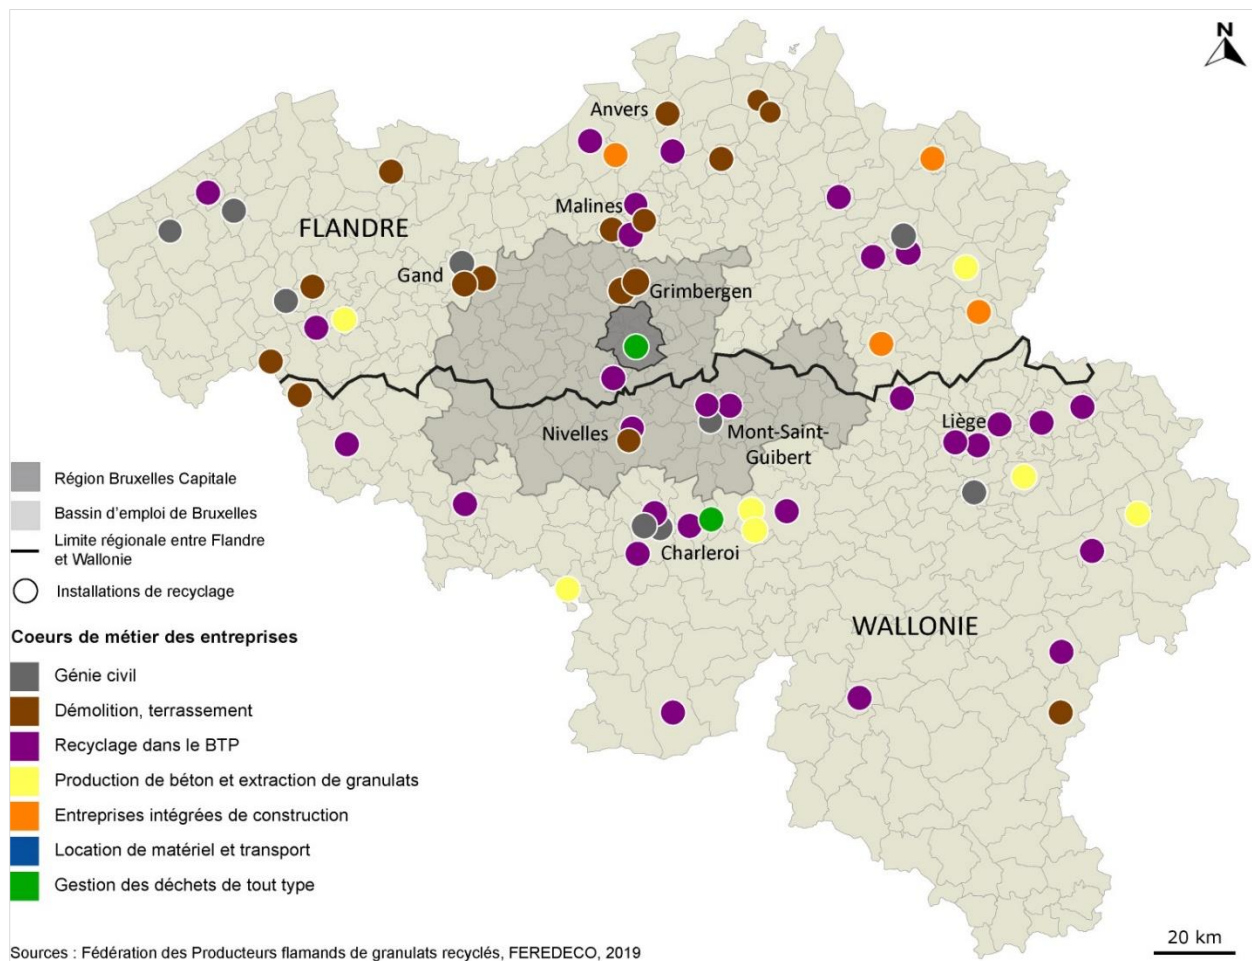 N
Anvers
Malines
FLANDRE
Gand
Grimbergen
Nivelles
Mont-Saint-
Guibert
Liège
Charleroi
WALLONIE
Région Bruxelles Capitale
Bassin d'emploi de Bruxelles
Limite régionale entre Flandre
et Wallonie
Installations de recyclage
Coeurs de métier des entreprises
Génie civil
Démolition, terrassement
Recyclage dans le BTP
Production de béton et extraction de granulats
Entreprises intégrées de construction
Location de matériel et transport
Gestion des déchets de tout type
20 km
Sources : Fédération des Producteurs flamands de granulats recyclés, FEREDECO, 2019